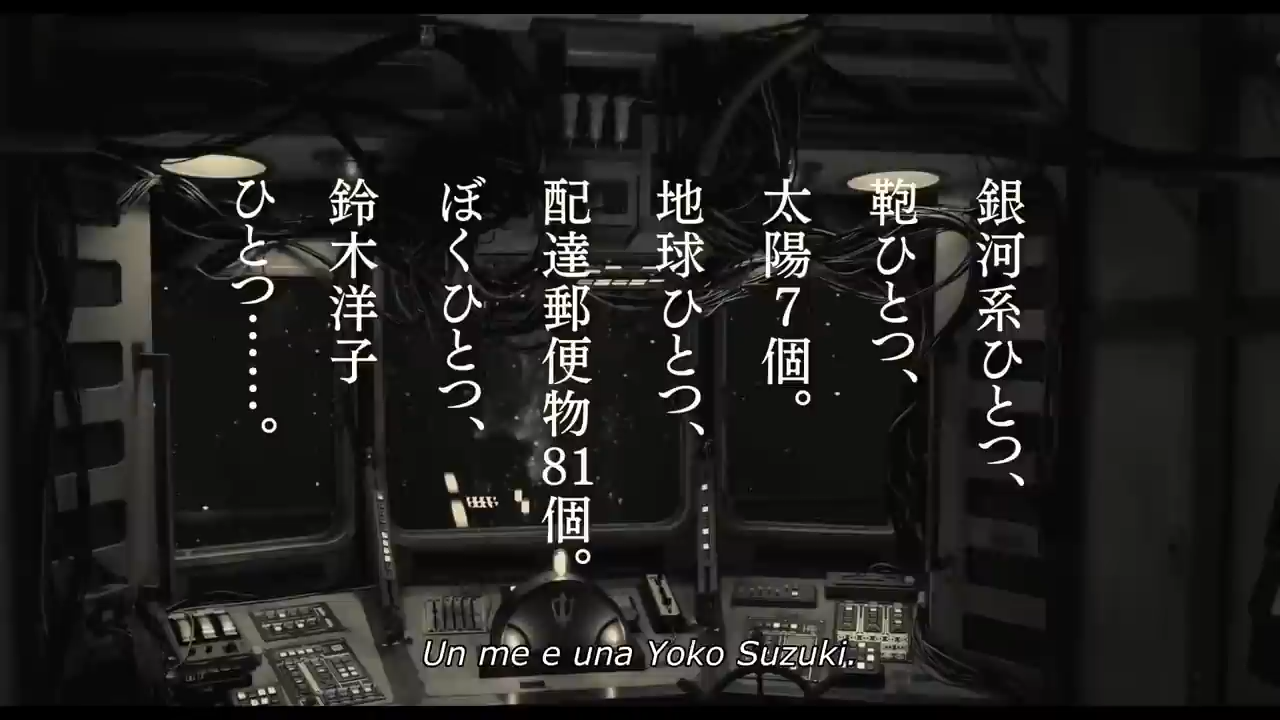 銀河系ひとつ、
鞄ひとつ、
太陽7個。
地球ひとつ、
配達郵便物81個。
ぼくひとつ、
鈴木洋子
ひとつ……。
Un me e una Yoko Suzuki.